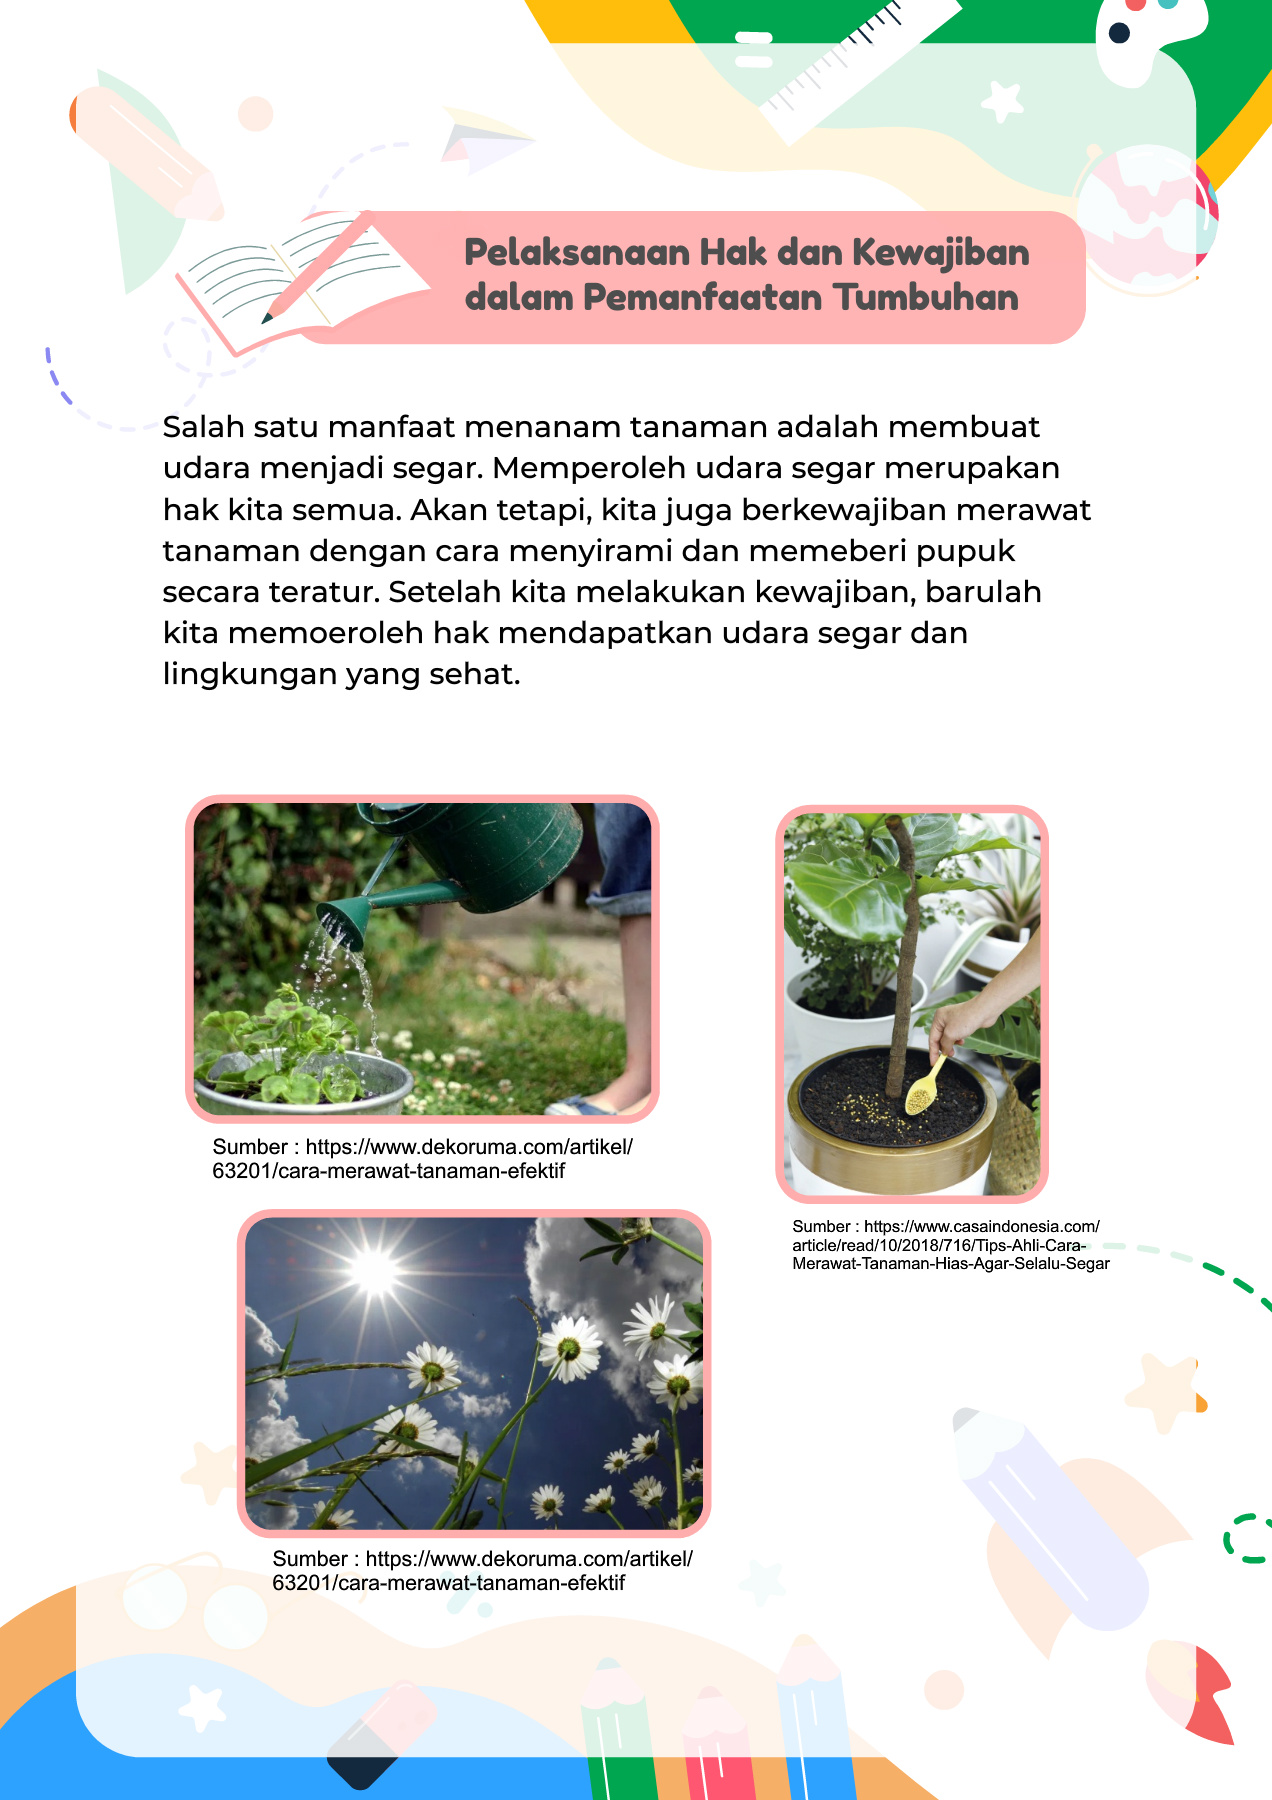 Pelaksanaan Hak dan Kewajiban
dalam Pemanfaatan Tumbuhan
Salah satu manfaat menanam tanaman adalah membuat
udara menjadi segar. Memperoleh udara segar merupakan
hak kita semua. Akan tetapi, kita juga berkewajiban merawat
tanaman dengan cara menyirami dan memeberi pupuk
secara teratur. Setelah kita melakukan kewajiban, barulah
kita memoeroleh hak mendapatkan udara segar dan
lingkungan yang sehat.
Sumber : https://www.dekoruma.com/artikel/
63201/cara-merawat-tanaman-efektif
Sumber : https://www.casaindonesia.com/
article/read/10/2018/716/Tips-Ahli-Cara-
Merawat-Tanaman-Hias-Agar-Selalu-Segar
Sumber : https://www.dekoruma.com/artikel/
63201/cara-merawat-tanaman-efektif